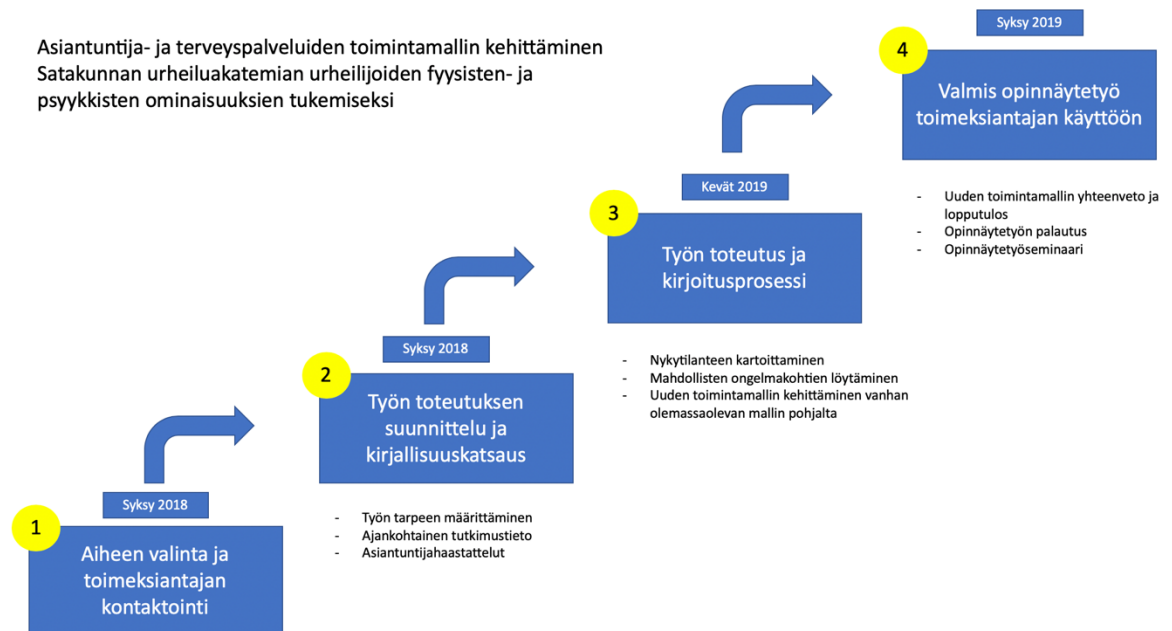 Asiantuntija- ja terveyspalveluiden toimintamallin kehittäminen
Satakunnan urheiluakatemian urheilijoiden fyysisten- ja
psyykkisten ominaisuuksien tukemiseksi
Syksy 2018
1
Aiheen valinta ja
toimeksiantajan
kontaktointi
Syksy 2018
2
Työn toteutuksen
suunnittelu ja
kirjallisuuskatsaus
- Työn tarpeen määrittäminen
- Ajankohtainen tutkimustieto
- Asiantuntijahaastattelut
Kevät 2019
3
Työn toteutus ja
kirjoitusprosessi
- Nykytilanteen kartoittaminen
- Mahdollisten ongelmakohtien löytäminen
- Uuden toimintamallin kehittäminen vanhan
olemassaolevan mallin pohjalta
Syksy 2019
4
Valmis opinnäytetyö
toimeksiantajan käyttöön
- Uuden toimintamallin yhteenveto ja
lopputulos
- Opinnäytetyön palautus
- Opinnäytetyöseminaari